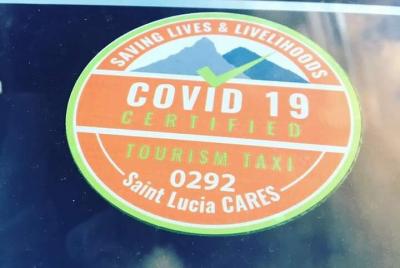 SAVING LIVES & LIVELIHOODS
COVID 19
CERTIFIED
TOURISM TAXI
0292
Saint Lucia CARES